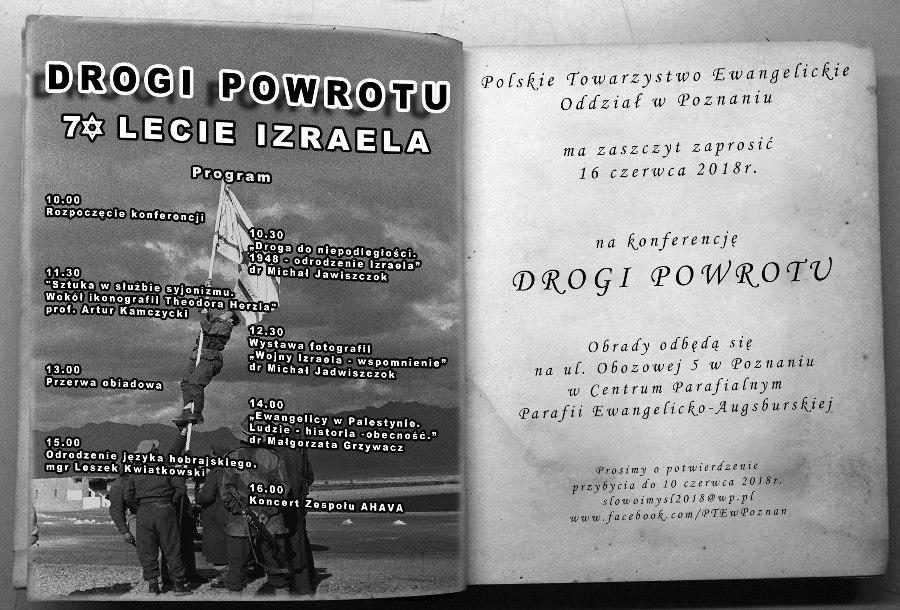 DROGI POWROTU
70 LECIE IZRAELA
Program
10.00
Rozpoczęcie konferencji
10.30
„Droga do niepodległości.
1948 - odrodzenie Izraela”
dr Michał Jawiszczok
11.30
"Sztuka w służbie syjonizmu.
Wokół ikonografii Theodora Herzla"
prof. Artur Kamczycki
12.30
Wystawa fotografii
„Wojny Izraela - wspomnienie”
dr Michał Jadwiszczok
13.00
Przerwa obiadowa
14.00
„Ewangelicy w Palestynie.
Ludzie - historia -obecność.”
dr Małgorzata Grzywacz
15.00
Odrodzenie języka hebrajskiego.
mgr Leszek Kwiatkowski
16.00
Koncert Zespołu AHAVA
Polskie Towarzystwo Ewangelickie
Oddział w Poznaniu
ma zaszczyt zaprosić
16 czerwca 2018r.
na konferencję
DROGI POWROTU
Obrady odbędą się
na ul. Obozowej 5 w Poznaniu
w Centrum Parafialnym
Parafii Ewangelicko-Augsburskiej
Prosimy o potwierdzenie
przybycia do 10 czerwca 2018r.
slowoimysl2018@wp.pl
www.facebook.com/PTEwPoznan